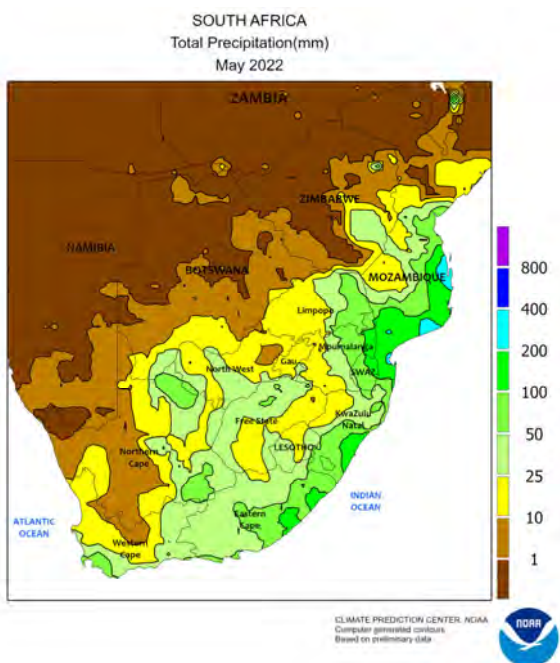 SOUTH AFRICA
Total Precipitation(mm)
May 2022
ZAMBIA
ZIMBABWE
NAMIBIA
BOTSWANA
MOZAMBIQUE
Limpopo
Mpumalanga
North West
Gau
SWAZ
Free State
KwaZulu
Natal
LESOTHO
Northern
Cape
INDIAN
OCEAN
ATLANTIC
OCEAN
Eastern
Cape
Western
Cape
800
400
200
100
50
25
10
1
CLIMATE PREDICTION CENTER, NOAA
Computer generated contours
Based on preliminary data
NOAA